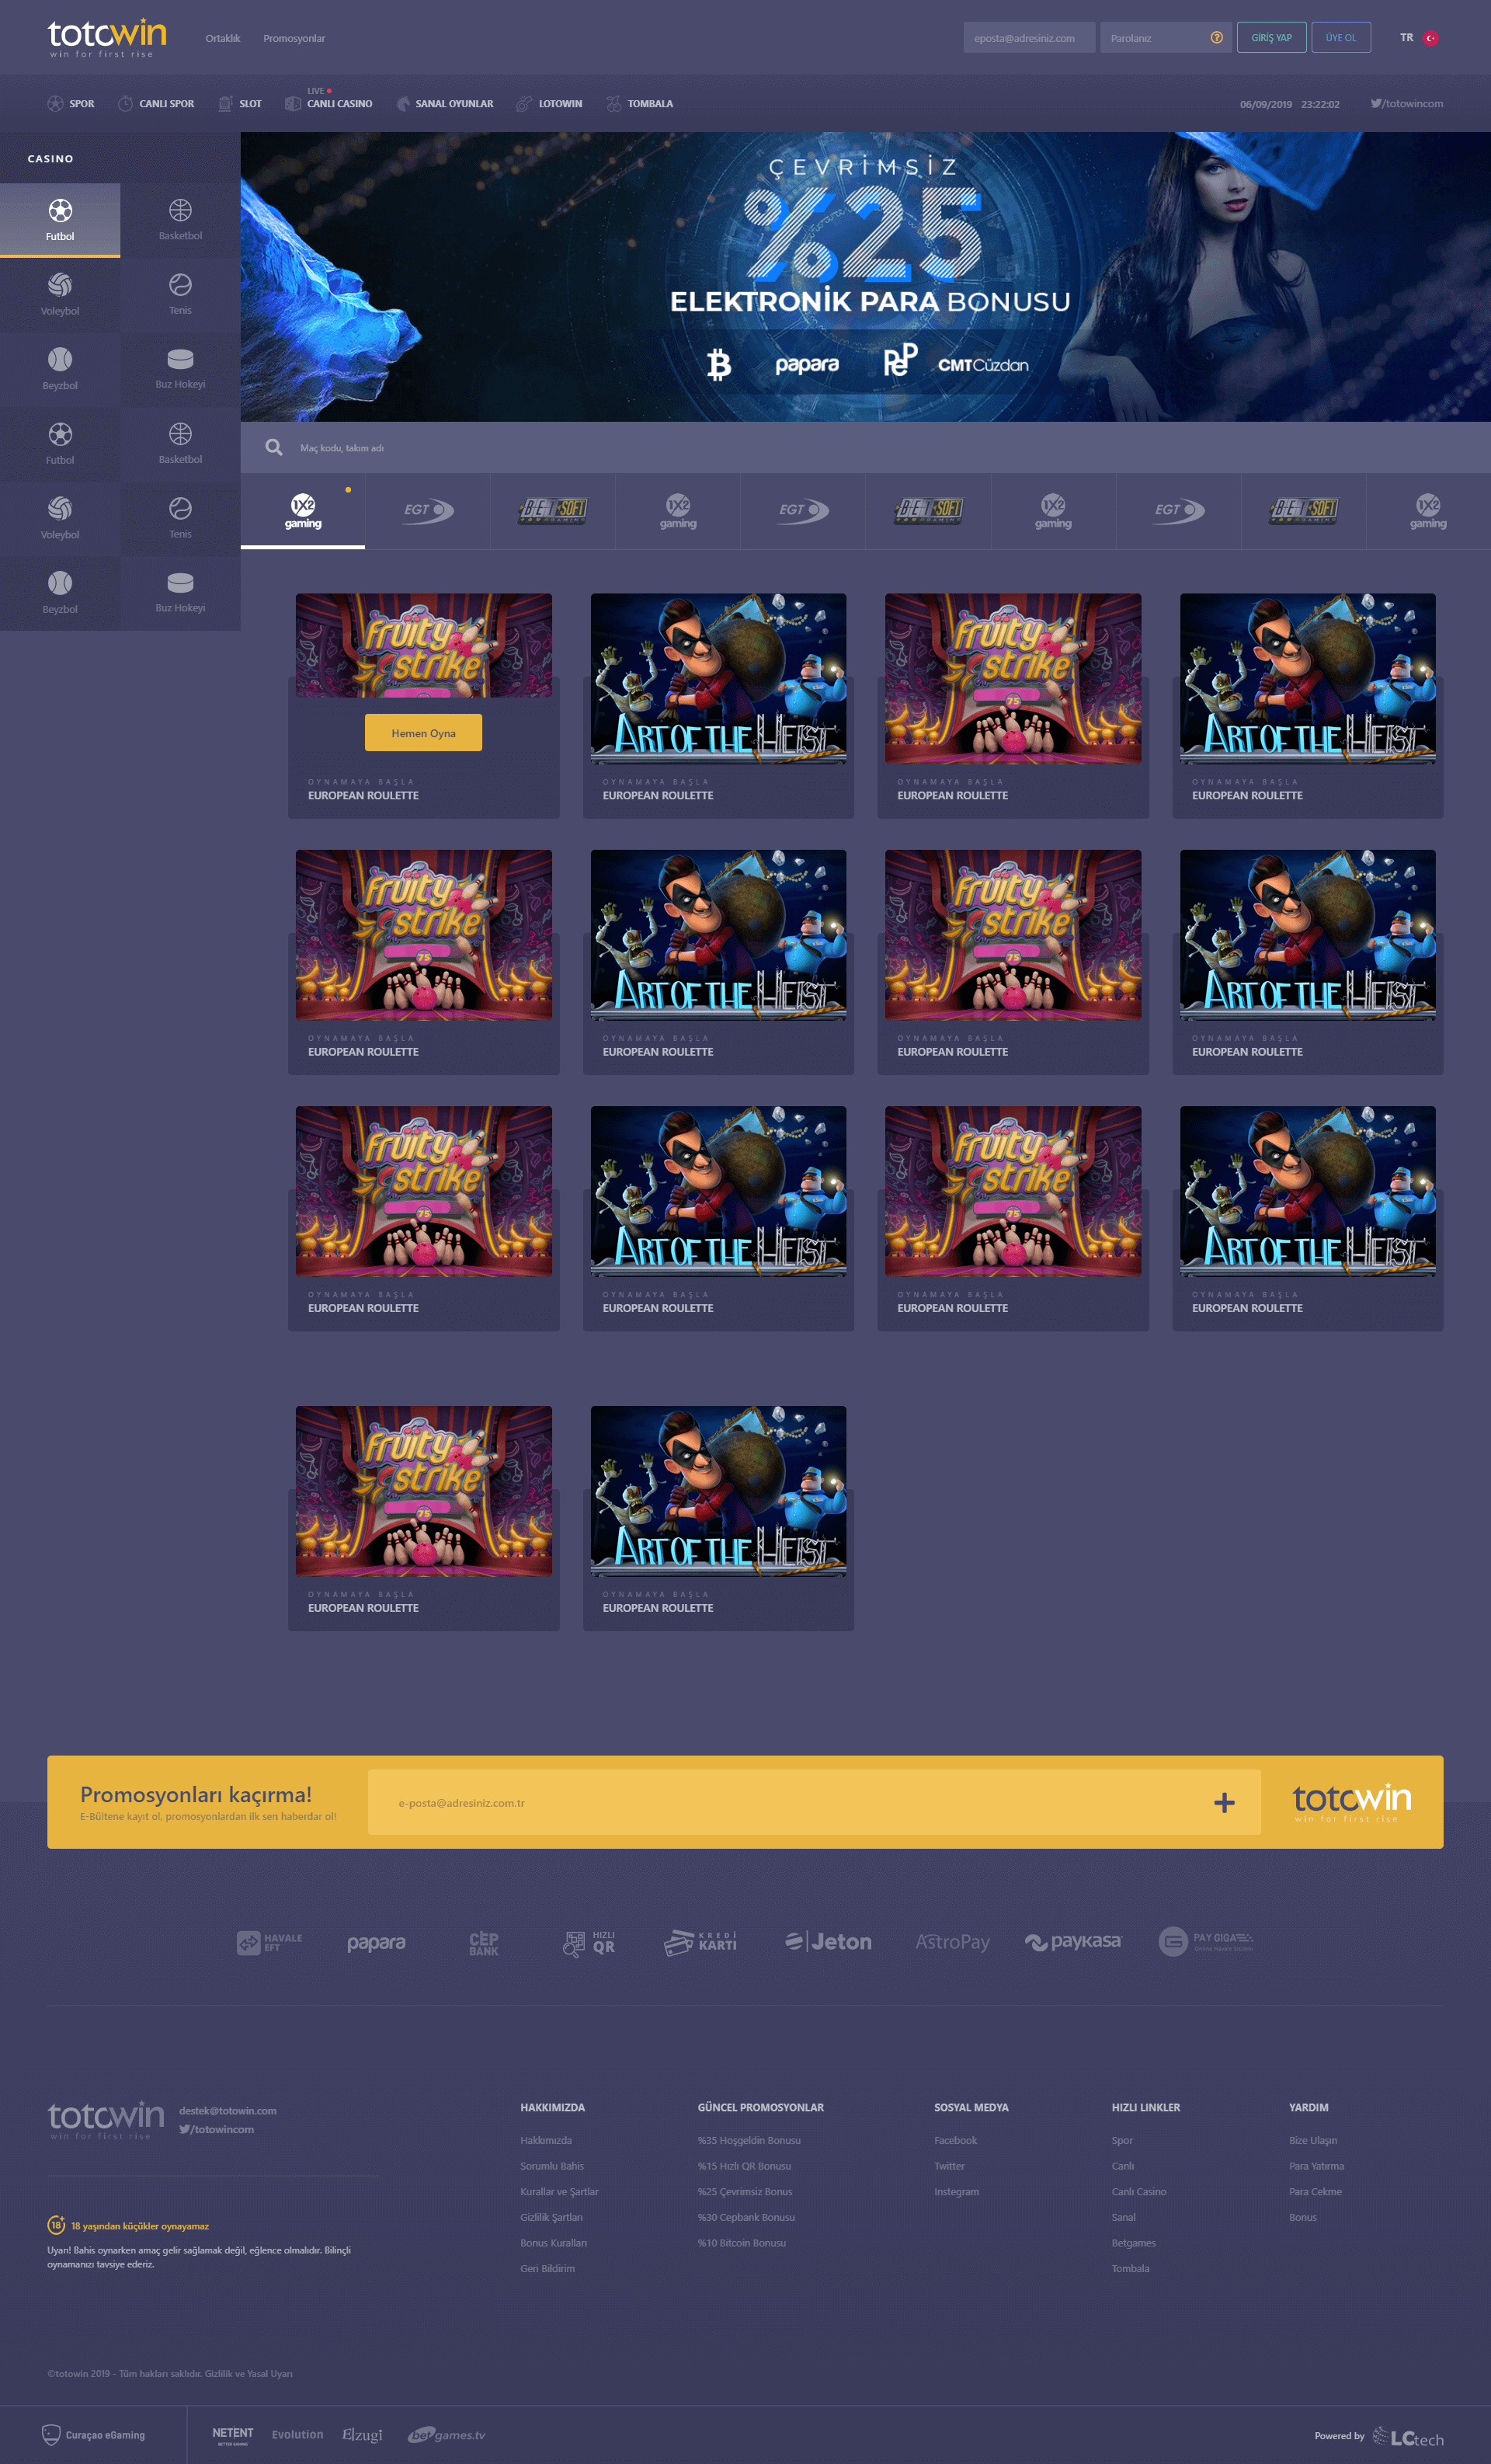 totowin
win for first rise
Ortaklık
Promosyonlar
eposta@adresiniz.com
Parolanız
GİRİŞ YAP
ÜYE OL
TR
SPOR
CANLI SPOR
SLOT
LIVE
CANLI CASINO
SANAL OYUNLAR
LOTOWIN
TOMBALA
06/09/2019 23:22:02
/totowincom
CASINO
Futbol
Basketbol
Voleybol
Tenis
Beyzbol
Buz Hokeyi
Futbol
Basketbol
Voleybol
Tenis
Beyzbol
Buz Hokeyi
ÇEVRİMSİZ
%25
ELEKTRONİK PARA BONUSU
papara
PeP
CMTCüzdan
Maç kodu, takım adı
1X2 gaming
EGT
BETSOFT
1X2 gaming
EGT
BETSOFT
1X2 gaming
EGT
BETSOFT
1X2 gaming
fruity strike
Hemen Oyna
OYNAMAYA BAŞLA
EUROPEAN ROULETTE
ART OF THE HEIST
OYNAMAYA BAŞLA
EUROPEAN ROULETTE
fruity strike
75
OYNAMAYA BAŞLA
EUROPEAN ROULETTE
ART OF THE HEIST
OYNAMAYA BAŞLA
EUROPEAN ROULETTE
fruity strike
75
OYNAMAYA BAŞLA
EUROPEAN ROULETTE
ART OF THE HEIST
OYNAMAYA BAŞLA
EUROPEAN ROULETTE
fruity strike
75
OYNAMAYA BAŞLA
EUROPEAN ROULETTE
ART OF THE HEIST
OYNAMAYA BAŞLA
EUROPEAN ROULETTE
fruity strike
75
OYNAMAYA BAŞLA
EUROPEAN ROULETTE
ART OF THE HEIST
OYNAMAYA BAŞLA
EUROPEAN ROULETTE
fruity strike
75
OYNAMAYA BAŞLA
EUROPEAN ROULETTE
ART OF THE HEIST
OYNAMAYA BAŞLA
EUROPEAN ROULETTE
fruity strike
75
OYNAMAYA BAŞLA
EUROPEAN ROULETTE
ART OF THE HEIST
OYNAMAYA BAŞLA
EUROPEAN ROULETTE
Promosyonları kaçırma!
E-Bültene kayıt ol, promosyonlardan ilk sen haberdar ol!
e-posta@adresiniz.com.tr
totowin
win for first rise
HAVALE
EFT
papara
CEP
BANK
HIZLI
QR
KREDİ
KARTI
Jeton
AstroPay
paykasa
PAY GIGA
totowin
win for first rise
destek@totowin.com
/totowincom
18+
18 yaşından küçükler oynayamaz
Uyarı! Bahis oynarken amaç gelir sağlamak değil, eğlence olmalıdır. Bilinçli
oynamanızı tavsiye ederiz.
HAKKIMIZDA
Hakkımızda
Sorumlu Bahis
Kurallar ve Şartlar
Gizlilik Şartları
Bonus Kuralları
Geri Bildirim
GÜNCEL PROMOSYONLAR
%35 Hoşgeldin Bonusu
%15 Hızlı QR Bonusu
%25 Çevrimsiz Bonus
%30 Cepbank Bonusu
%10 Bitcoin Bonusu
SOSYAL MEDYA
Facebook
Twitter
Instegram
HIZLI LINKLER
Spor
Canlı
Canlı Casino
Sanal
Betgames
Tombala
YARDIM
Bize Ulaşın
Para Yatırma
Para Cekme
Bonus
©totowin 2019 - Tüm hakları saklıdır. Gizlilik ve Yasal Uyarı
Curaçao eGaming
NETENT
BETTER GAMING
Evolution
Elzugi
betgames.tv
Powered by
LCtech